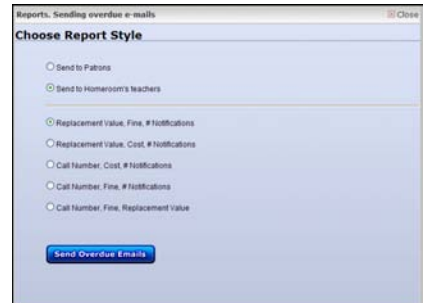 Reports. Sending overdue e-mails
Close
Choose Report Style
Send to Patrons
Send to Homeroom's teachers
Replacement Value, Fine, # Notifications
Replacement Value, Cost, # Notifications
Call Number, Cost, # Notifications
Call Number, Fine, # Notifications
Call Number, Fine, Replacement Value
Send Overdue Emails